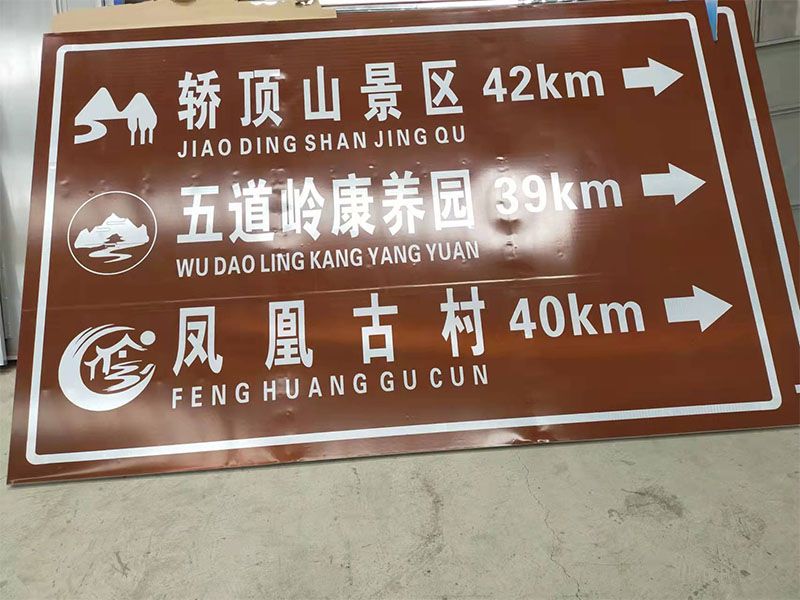 轿顶山景区 42km
JIAO DING SHAN JING QU
五道岭康养园 39km
WU DAO LING KANG YANG YUAN
凤凰古村 40km
FENG HUANG GU CUN